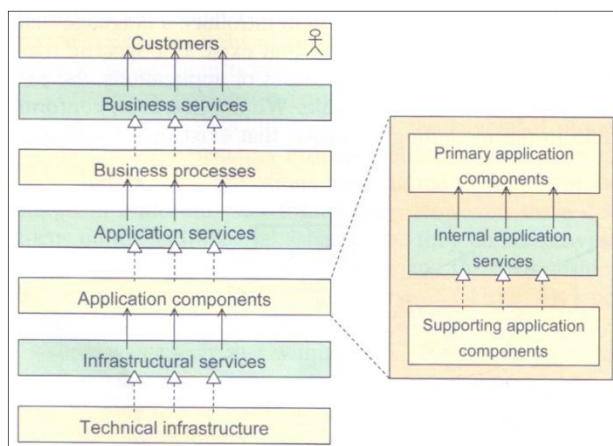 Customers
Business services
Business processes
Application services
Application components
Infrastructural services
Technical infrastructure
Primary application
components
Internal application
services
Supporting application
components